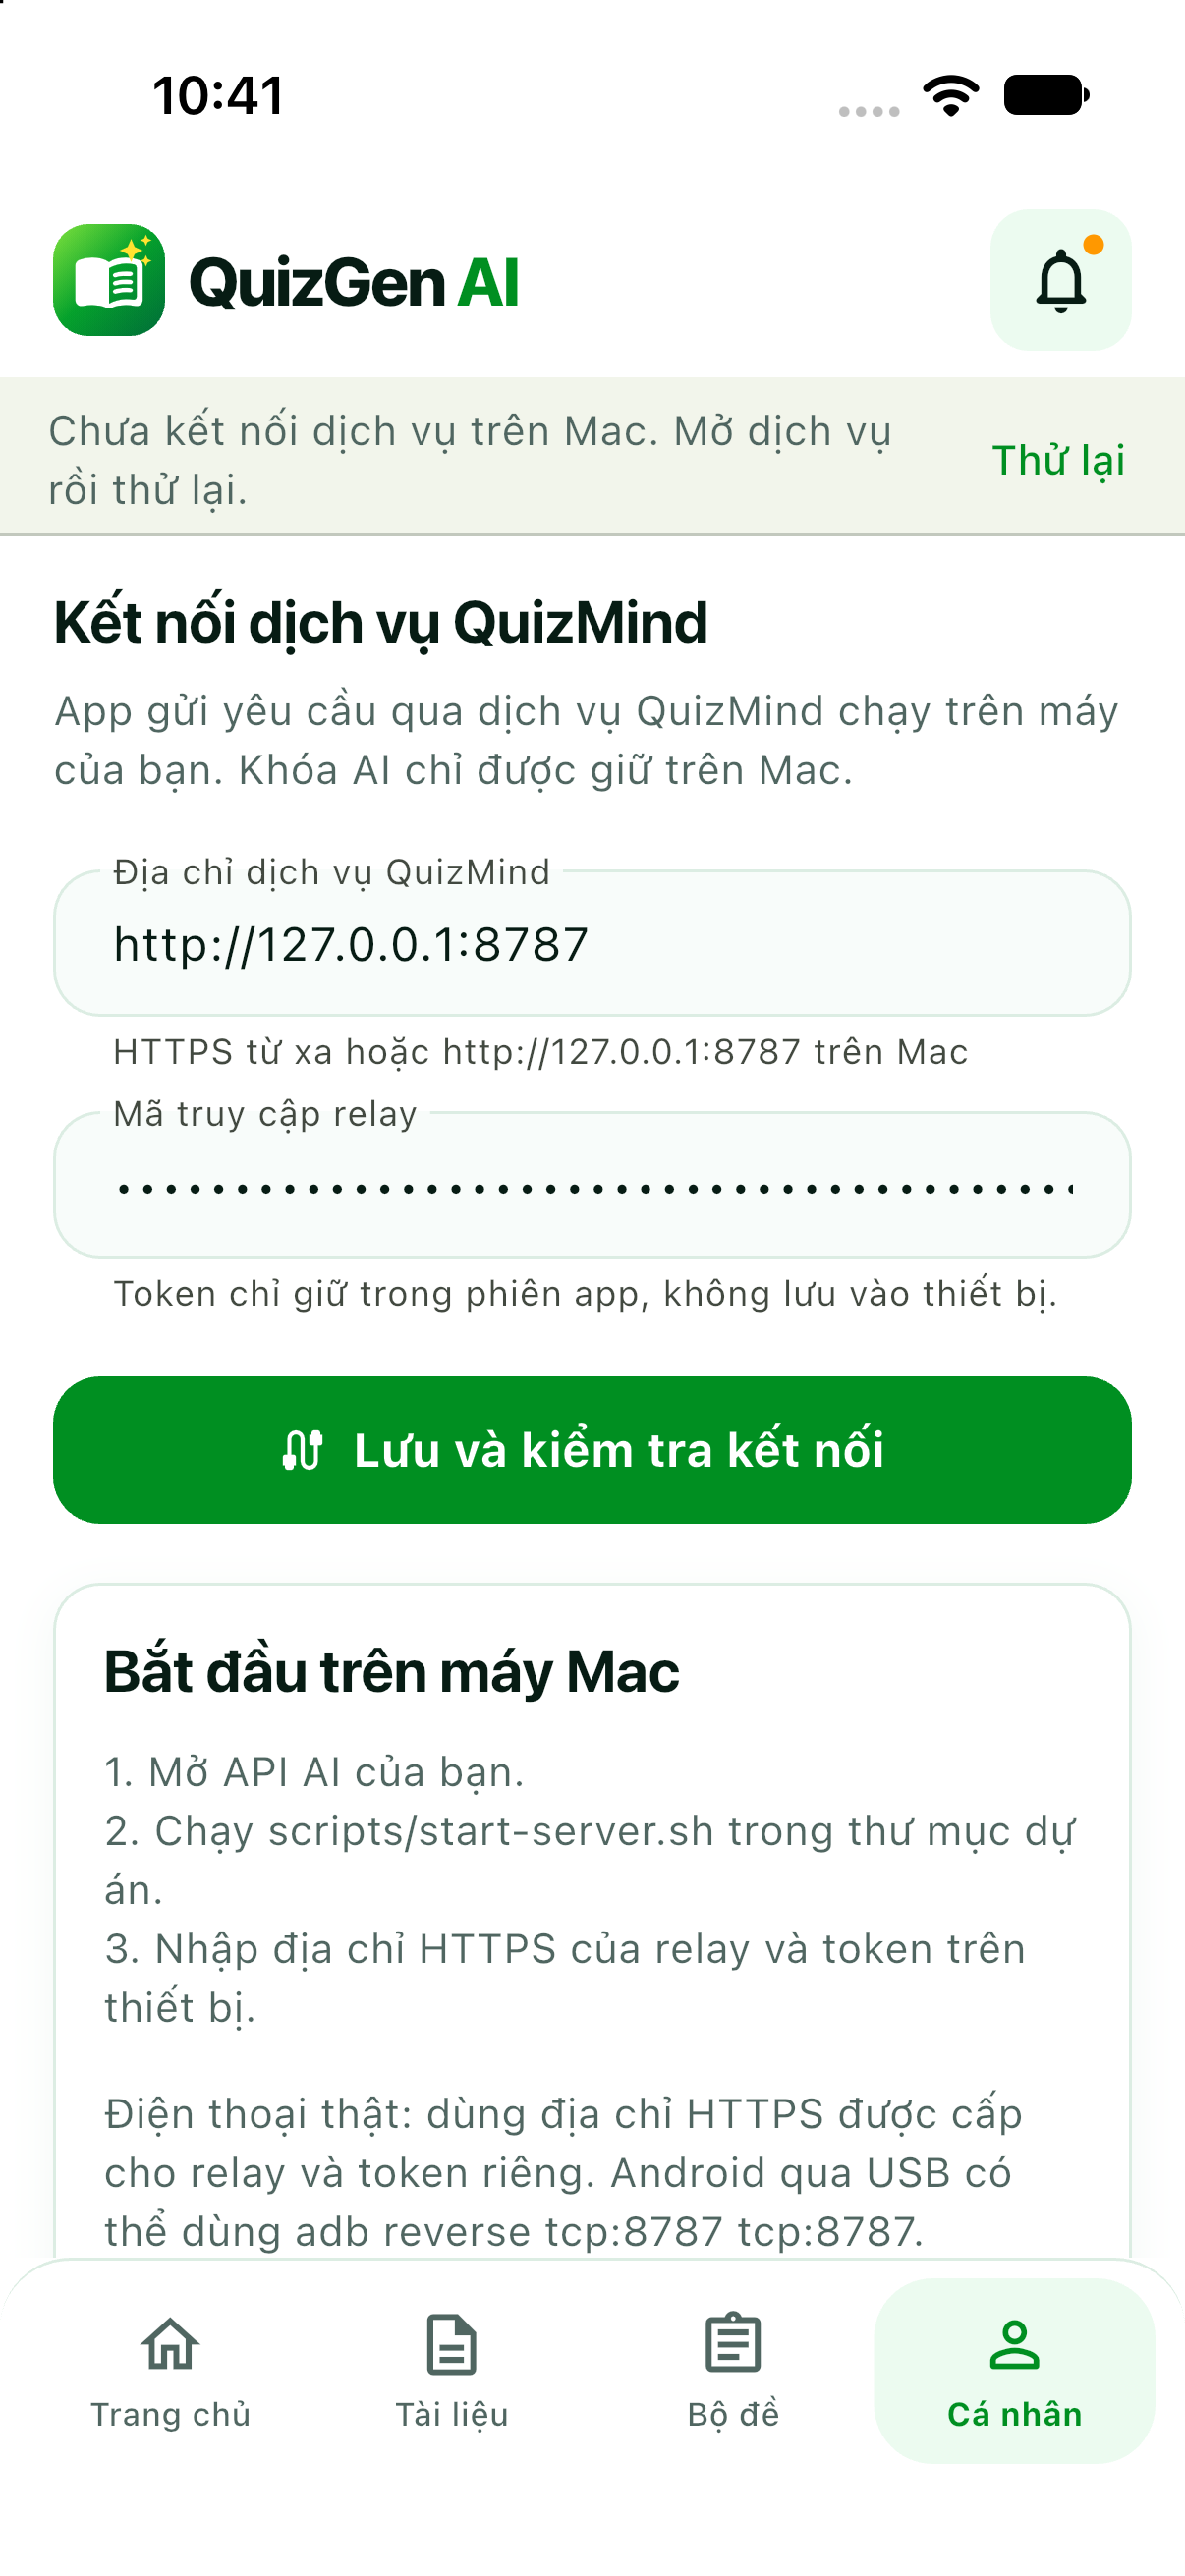 10:41
QuizGen AI
Chưa kết nối dịch vụ trên Mac. Mở dịch vụ
rồi thử lại.
Thử lại
Kết nối dịch vụ QuizMind
App gửi yêu cầu qua dịch vụ QuizMind chạy trên máy
của bạn. Khóa AI chỉ được giữ trên Mac.
Địa chỉ dịch vụ QuizMind
http://127.0.0.1:8787
HTTPS từ xa hoặc http://127.0.0.1:8787 trên Mac
Mã truy cập relay
Token chỉ giữ trong phiên app, không lưu vào thiết bị.
Lưu và kiểm tra kết nối
Bắt đầu trên máy Mac
1. Mở API AI của bạn.
2. Chạy scripts/start-server.sh trong thư mục dự
án.
3. Nhập địa chỉ HTTPS của relay và token trên
thiết bị.
Điện thoại thật: dùng địa chỉ HTTPS được cấp
cho relay và token riêng. Android qua USB có
thể dùng adb reverse tcp:8787 tcp:8787.
Trang chủ
Tài liệu
Bộ đề
Cá nhân